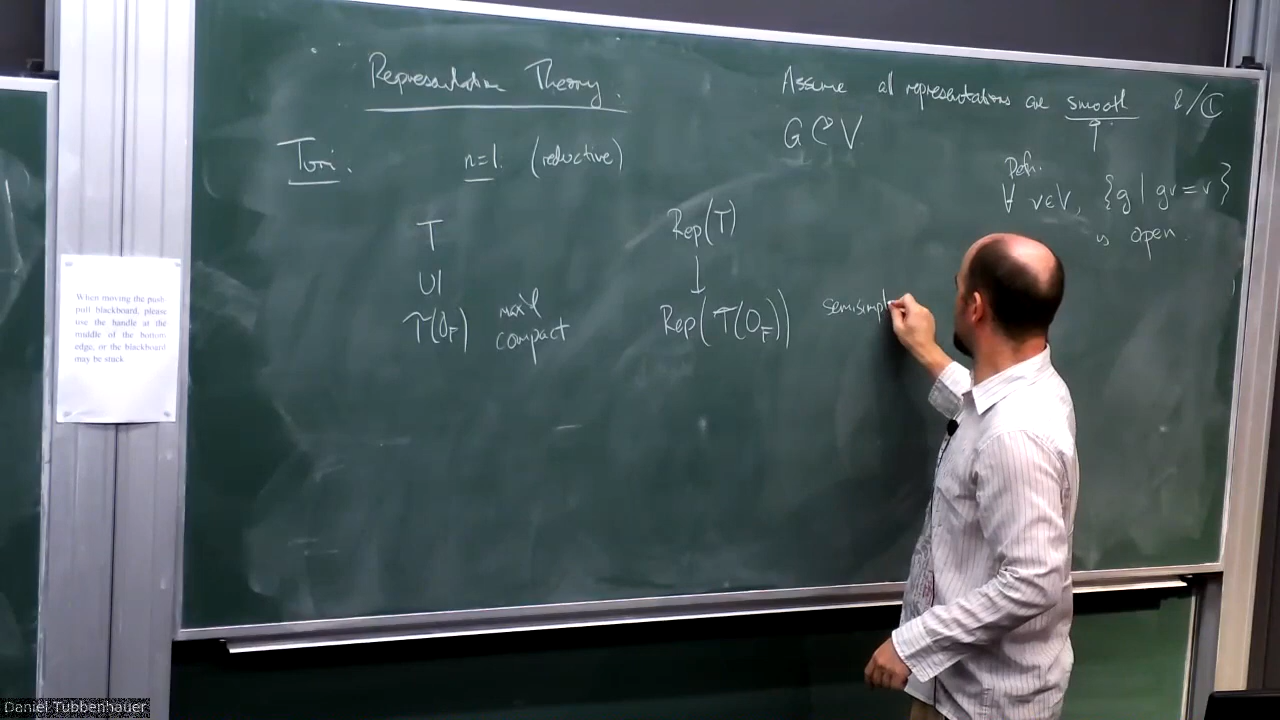 Representation Theory.
Tori. n=1. (reductive)
T
UI
T(O_F) max'l compact
Rep(T)
↓
Rep(T(O_F)) semisimpl
Assume all representations are smooth &/ℂ
G ↻ V
Defn.
∀ v∈V, {g | gv=v}
is open.
When moving the push-
pull blackboard, please
use the handle at the
middle of the bottom
edge, or the blackboard
may be stuck
Daniel Tubbenhauer